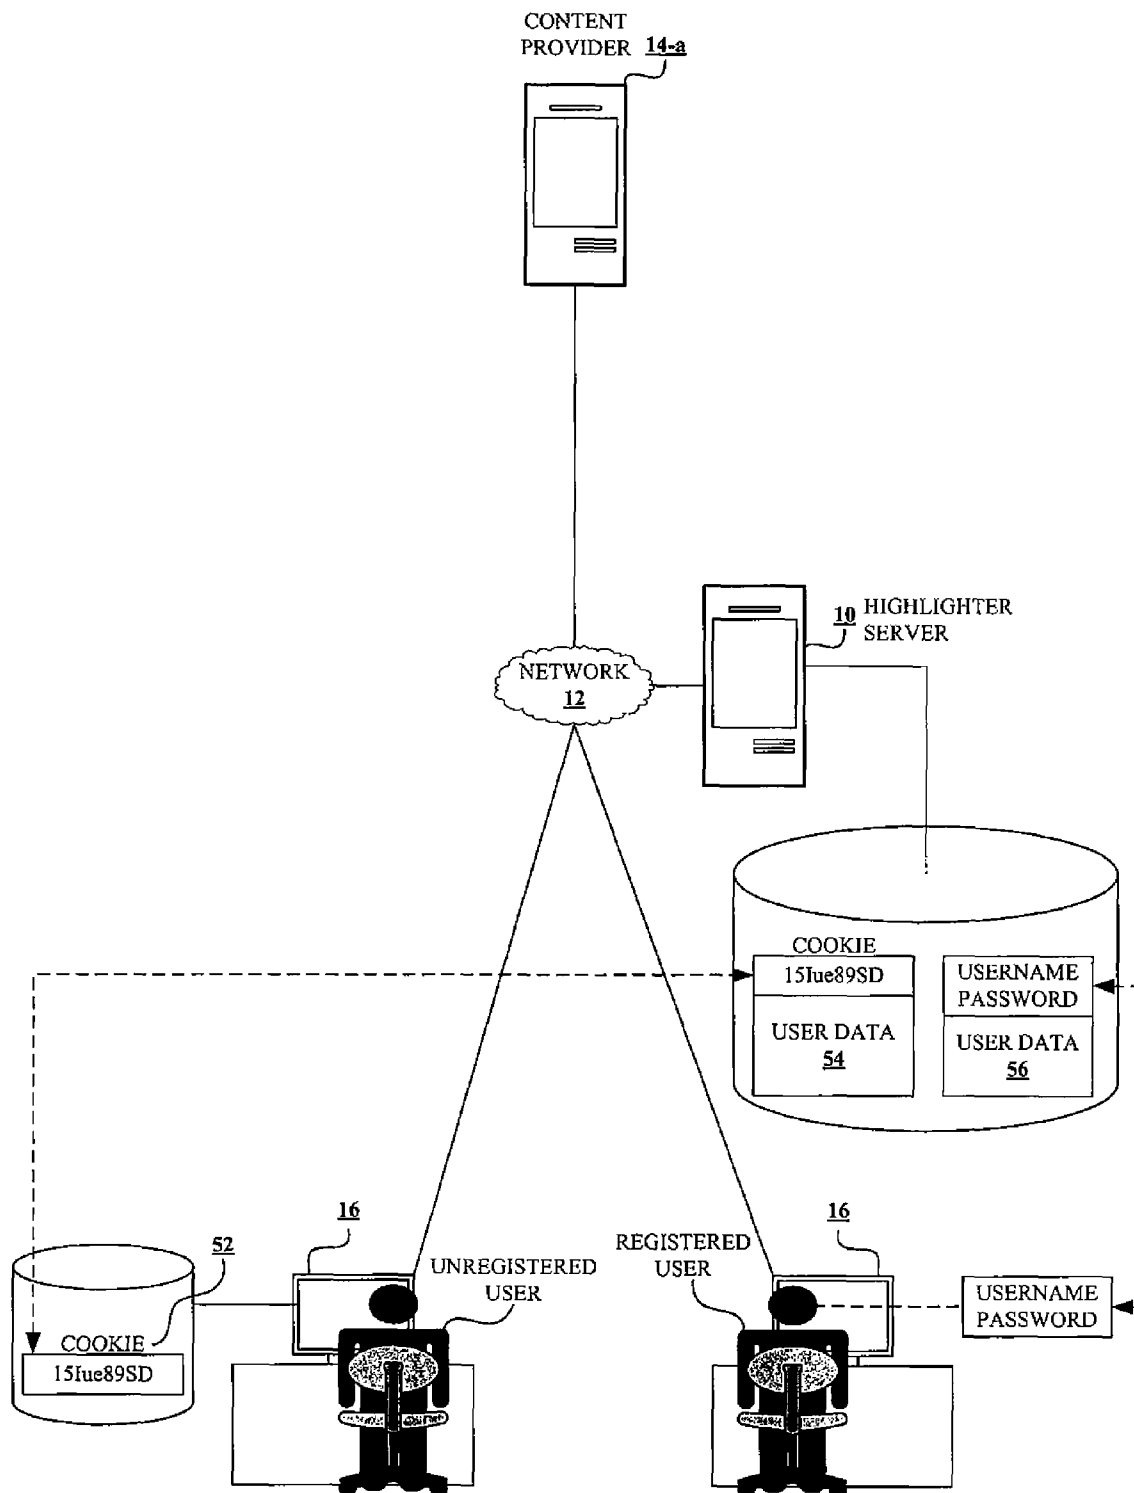 CONTENT
PROVIDER 14-a
10 HIGHLIGHTER
SERVER
NETWORK
12
COOKIE
15Iue89SD
USER DATA
54
USERNAME
PASSWORD
USER DATA
56
16
52
UNREGISTERED
USER
REGISTERED
USER
16
COOKIE
15Iue89SD
USERNAME
PASSWORD